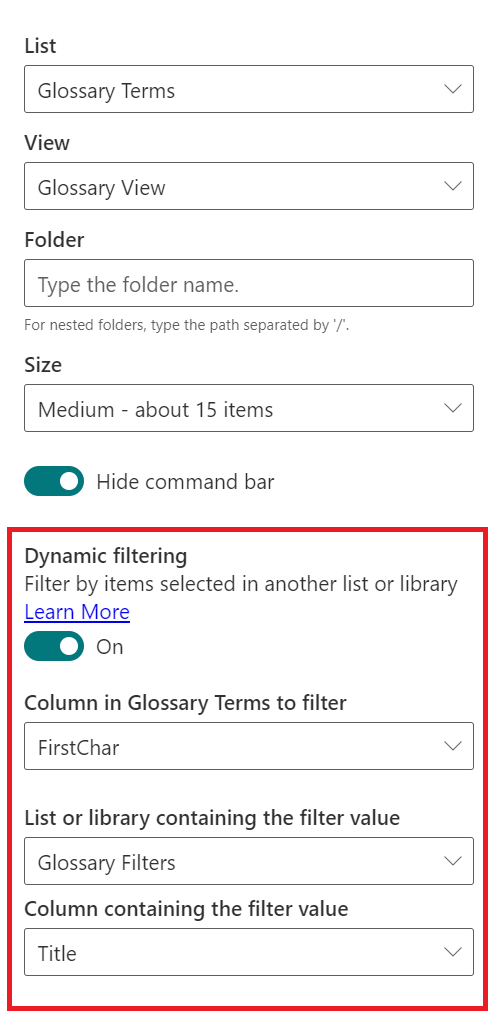 List
Glossary Terms
View
Glossary View
Folder
Type the folder name.
For nested folders, type the path separated by '/'.
Size
Medium - about 15 items
Hide command bar
Dynamic filtering
Filter by items selected in another list or library
Learn More
On
Column in Glossary Terms to filter
FirstChar
List or library containing the filter value
Glossary Filters
Column containing the filter value
Title